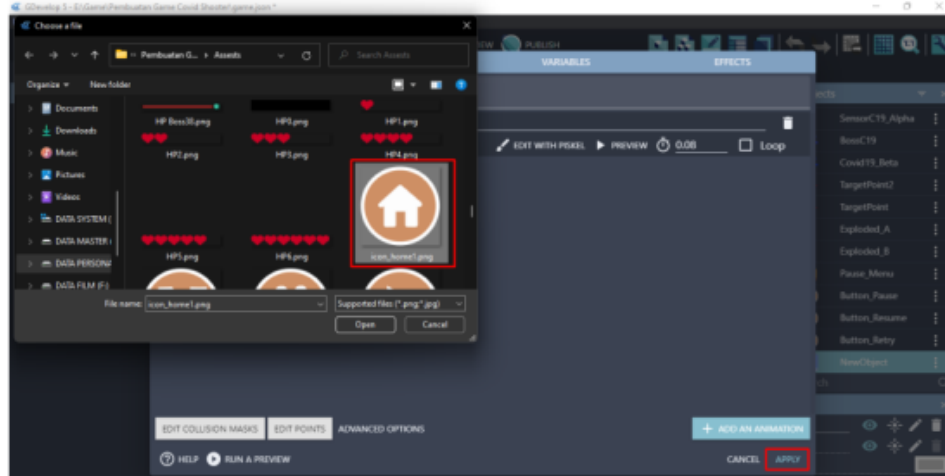 GDevelop 5 - E:\Game\Pembuatan Game Covid Shooter\game.json *
Choose a file
Pembuatan G... › Assests
Search Assests
PUBLISH
VARIABLES
EFFECTS
Organize
New folder
Documents
Downloads
Music
Pictures
Videos
DATA SYSTEM (
DATA MASTER
DATA PERSONA
DATA FILM (F:)
HP Boss30.png
HP0.png
HP1.png
HP2.png
HP3.png
HP4.png
HP5.png
HP6.png
icon_home1.png
File name:
icon_home1.png
Supported files (*.png;*.jpg)
Open
Cancel
EDIT WITH PISKEL
PREVIEW
0.08
Loop
SensorC19_Alpha
BossC19
Covid19_Beta
TargetPoint2
TargetPoint
Exploded_A
Exploded_B
Pause_Menu
Button_Pause
Button_Resume
Button_Retry
NewObject
EDIT COLLISION MASKS
EDIT POINTS
ADVANCED OPTIONS
+ ADD AN ANIMATION
HELP
RUN A PREVIEW
CANCEL
APPLY